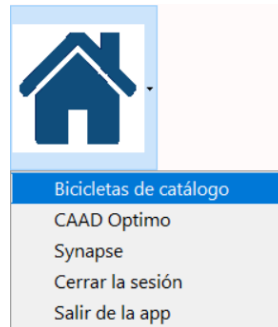 Bicicletas de catálogo
CAAD Optimo
Synapse
Cerrar la sesión
Salir de la app